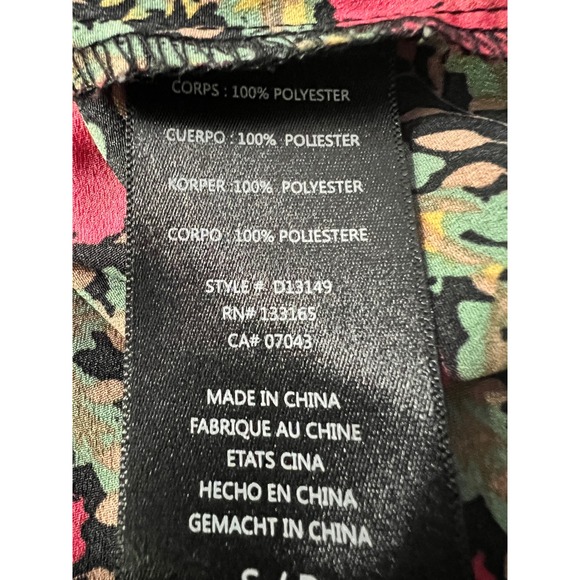 CORPS : 100% POLYESTER
CUERPO : 100% POLIESTER
KORPER : 100% POLYESTER
CORPO : 100% POLIESTERE
STYLE # D13149
RN# 133165
CA# 07043
MADE IN CHINA
FABRIQUE AU CHINE
ETATS CINA
HECHO EN CHINA
GEMACHT IN CHINA